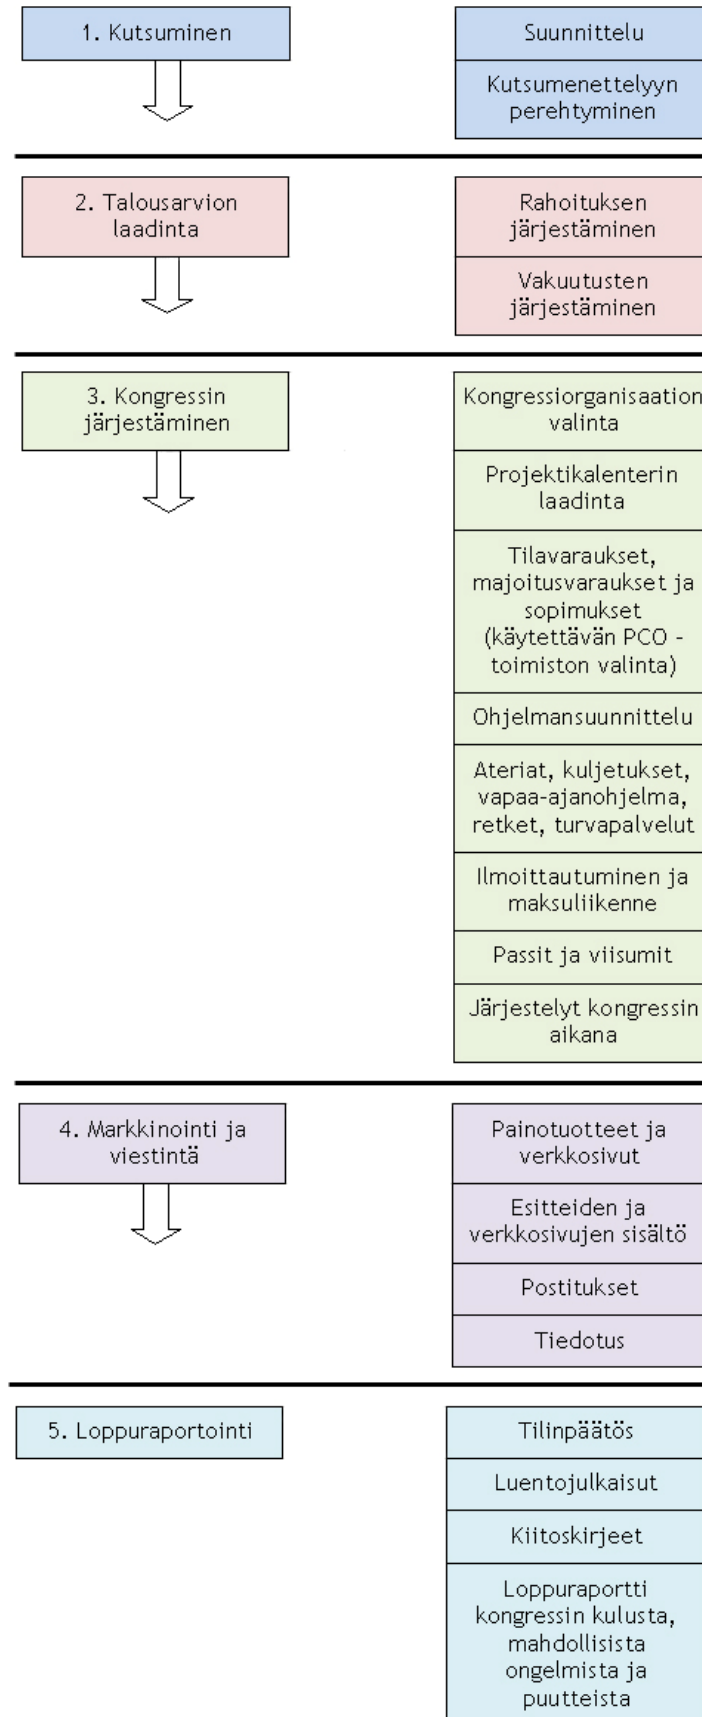 1. Kutsuminen
Suunnittelu
Kutsumenettelyyn
perehtyminen
2. Talousarvion
laadinta
Rahoituksen
järjestäminen
Vakuutusten
järjestäminen
3. Kongressin
järjestäminen
Kongressiorganisaation
valinta
Projektikalenterin
laadinta
Tilavaraukset,
majoitusvaraukset ja
sopimukset
(käytettävän PCO -
toimiston valinta)
Ohjelmansuunnittelu
Ateriat, kuljetukset,
vapaa-ajanohjelma,
retket, turvapalvelut
Ilmoittautuminen ja
maksuliikenne
Passit ja viisumit
Järjestelyt kongressin
aikana
4. Markkinointi ja
viestintä
Painotuotteet ja
verkkosivut
Esitteiden ja
verkkosivujen sisältö
Postitukset
Tiedotus
5. Loppuraportointi
Tilinpäätös
Luentojulkaisut
Kiitoskirjeet
Loppuraportti
kongressin kulusta,
mahdollisista
ongelmista ja
puutteista